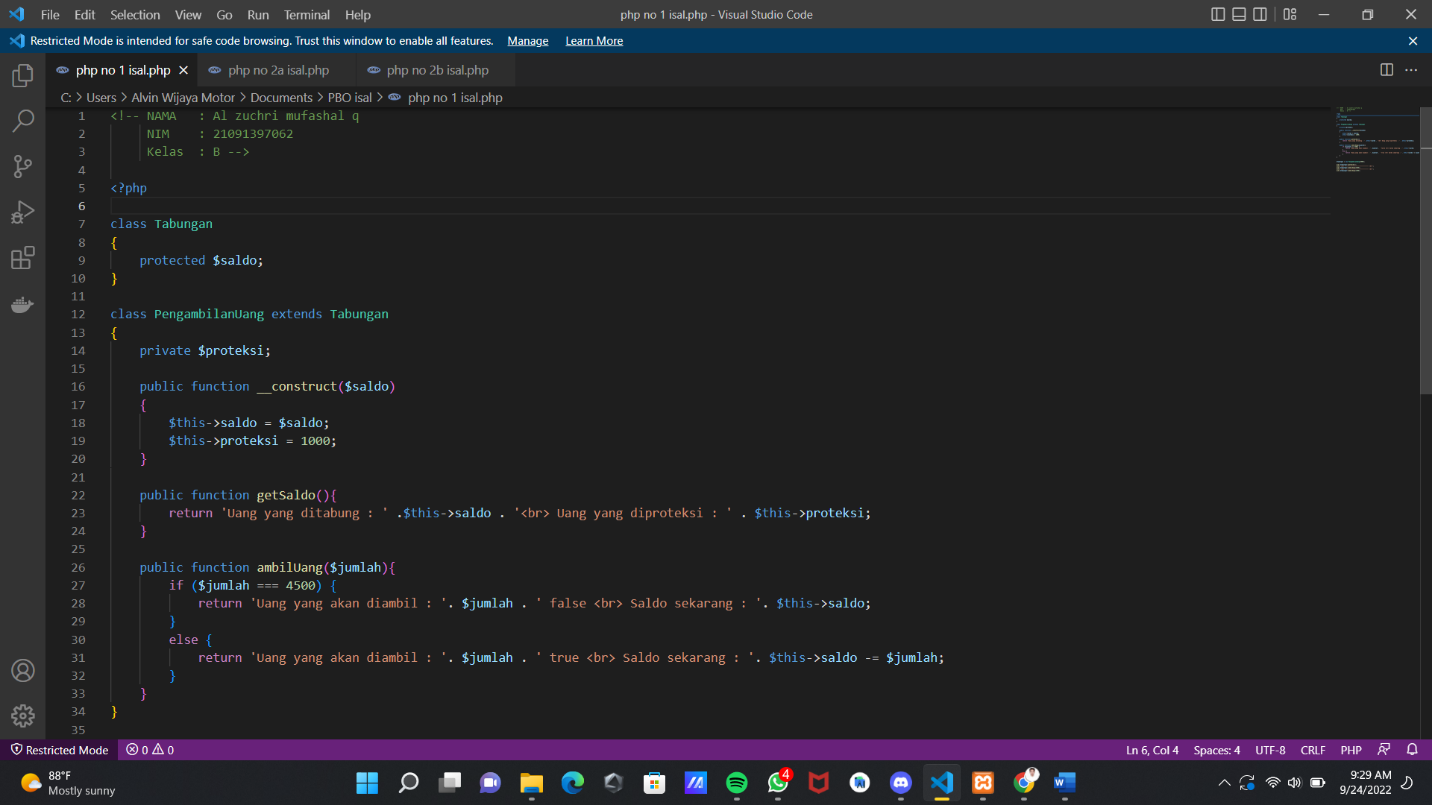 File Edit Selection View Go Run Terminal Help php no 1 isal.php - Visual Studio Code
Restricted Mode is intended for safe code browsing. Trust this window to enable all features. Manage Learn More
php no 1 isal.php php no 2a isal.php php no 2b isal.php
C: > Users > Alvin Wijaya Motor > Documents > PBO isal > php no 1 isal.php
1 <!-- NAMA : Al zuchri mufashal q
2 NIM : 21091397062
3 Kelas : B -->
4
5 <?php
6
7 class Tabungan
8 {
9 protected $saldo;
10 }
11
12 class PengambilanUang extends Tabungan
13 {
14 private $proteksi;
15
16 public function __construct($saldo)
17 {
18 $this->saldo = $saldo;
19 $this->proteksi = 1000;
20 }
21
22 public function getSaldo(){
23 return 'Uang yang ditabung : ' .$this->saldo . '<br> Uang yang diproteksi : ' . $this->proteksi;
24 }
25
26 public function ambilUang($jumlah){
27 if ($jumlah === 4500) {
28 return 'Uang yang akan diambil : '. $jumlah . ' false <br> Saldo sekarang : '. $this->saldo;
29 }
30 else {
31 return 'Uang yang akan diambil : '. $jumlah . ' true <br> Saldo sekarang : '. $this->saldo -= $jumlah;
32 }
33 }
34 }
35
Restricted Mode 0 0 Ln 6, Col 4 Spaces: 4 UTF-8 CRLF PHP
88°F
Mostly sunny
4
9:29 AM
9/24/2022